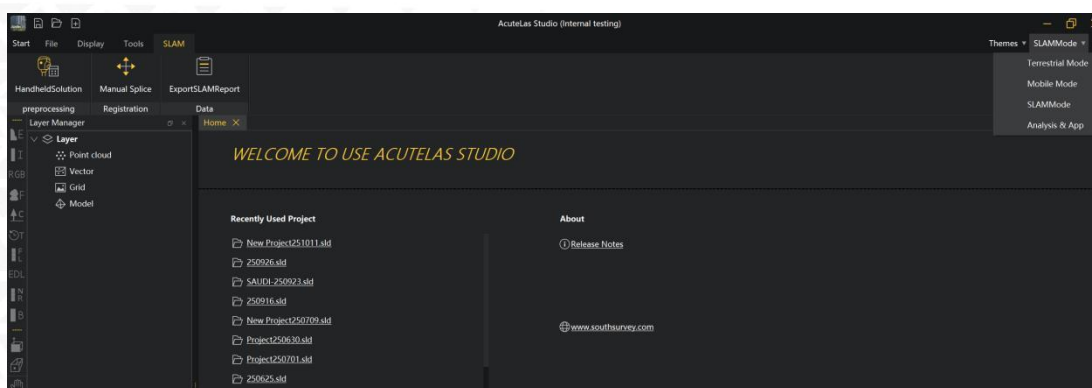 AcuteLas Studio (Internal testing)
Start File Display Tools SLAM
Themes SLAMMode
HandheldSolution Manual Splice ExportSLAMReport
preprocessing Registration Data
Terrestrial Mode
Mobile Mode
SLAMMode
Analysis & App
Layer Manager
Home
Layer
Point cloud
Vector
Grid
Model
E
I
RGB
F
C
T
F L
EDL
N R
B
WELCOME TO USE ACUTELAS STUDIO
Recently Used Project
New Project251011.sld
250926.sld
SAUDI-250923.sld
250916.sld
New Project250709.sld
Project250630.sld
Project250701.sld
250625.sld
About
Release Notes
www.southsurvey.com